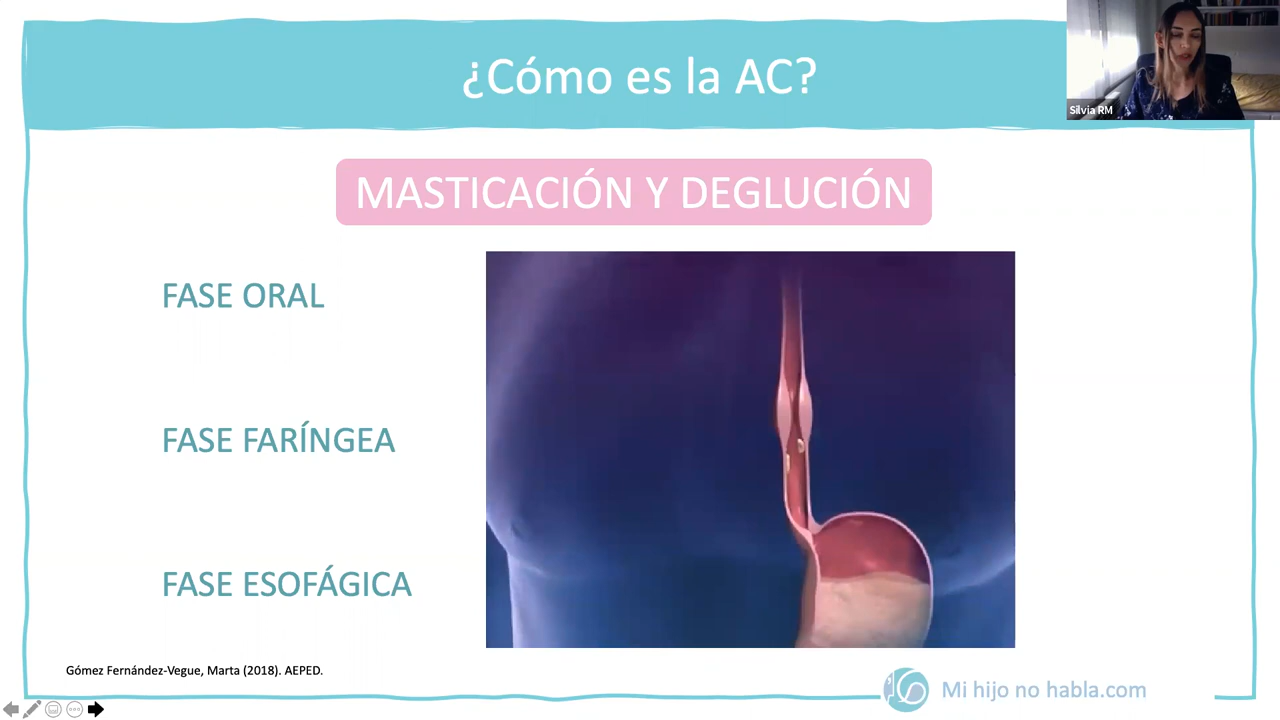 ¿Cómo es la AC?
Silvia RM
MASTICACIÓN Y DEGLUCIÓN
FASE ORAL
FASE FARÍNGEA
FASE ESOFÁGICA
Gómez Fernández-Vegue, Marta (2018). AEPED.
Mi hijo no habla.com